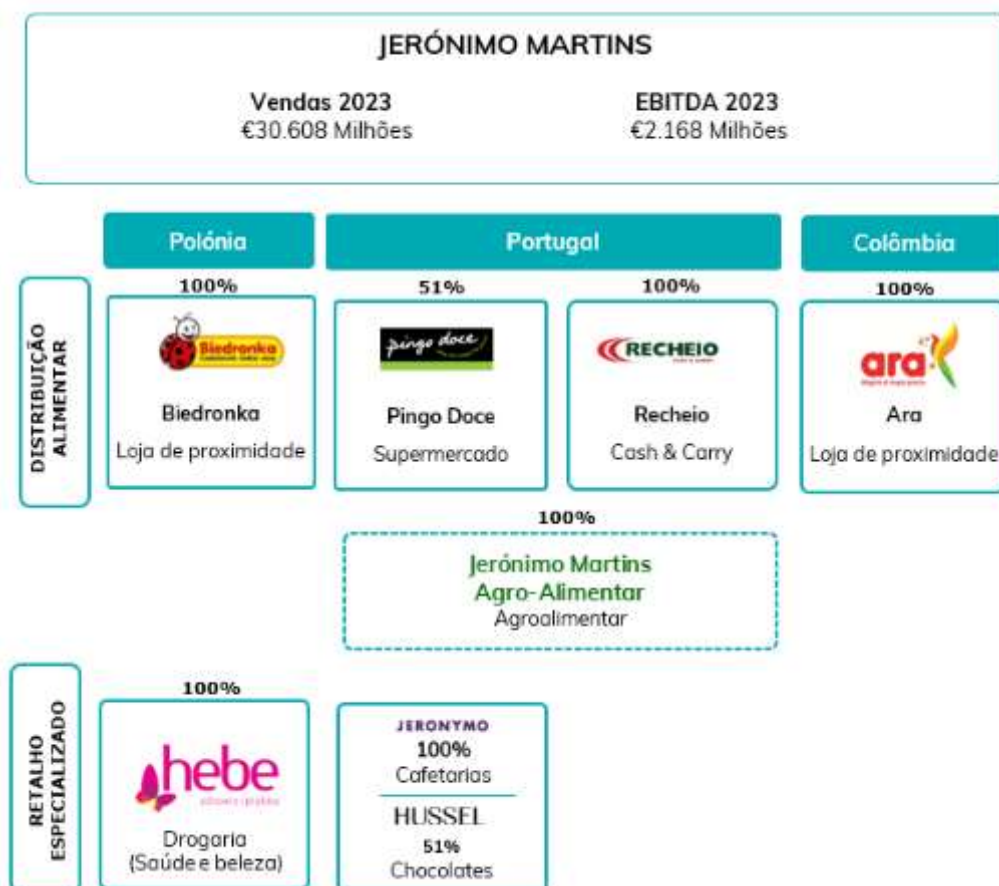 JERÓNIMO MARTINS
Vendas 2023
€30.608 Milhões
EBITDA 2023
€2.168 Milhões
Polónia
Portugal
Colômbia
DISTRIBUIÇÃO
ALIMENTAR
100%
Biedronka
Biedronka
Loja de proximidade
51%
pingo doce
Pingo Doce
Supermercado
100%
RECHEIO
Recheio
Cash & Carry
100%
ara
Ara
Loja de proximidade
100%
Jerónimo Martins
Agro-Alimentar
Agroalimentar
RETALHO
ESPECIALIZADO
100%
hebe
Drogaria
(Saúde e beleza)
JERONYMO
100%
Cafetarias
HUSSEL
51%
Chocolates